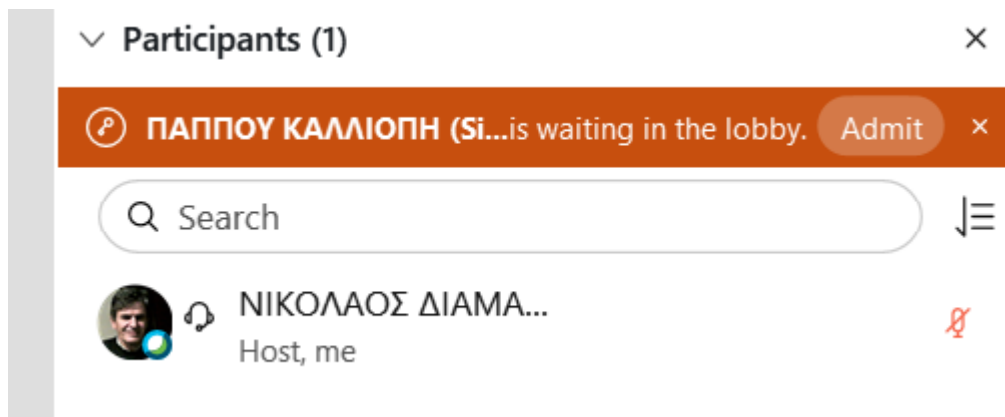 Participants (1)
ΠΑΠΠΟΥ ΚΑΛΛΙΟΠΗ (Si...is waiting in the lobby. Admit
Search
ΝΙΚΟΛΑΟΣ ΔΙΑΜΑ...
Host, me